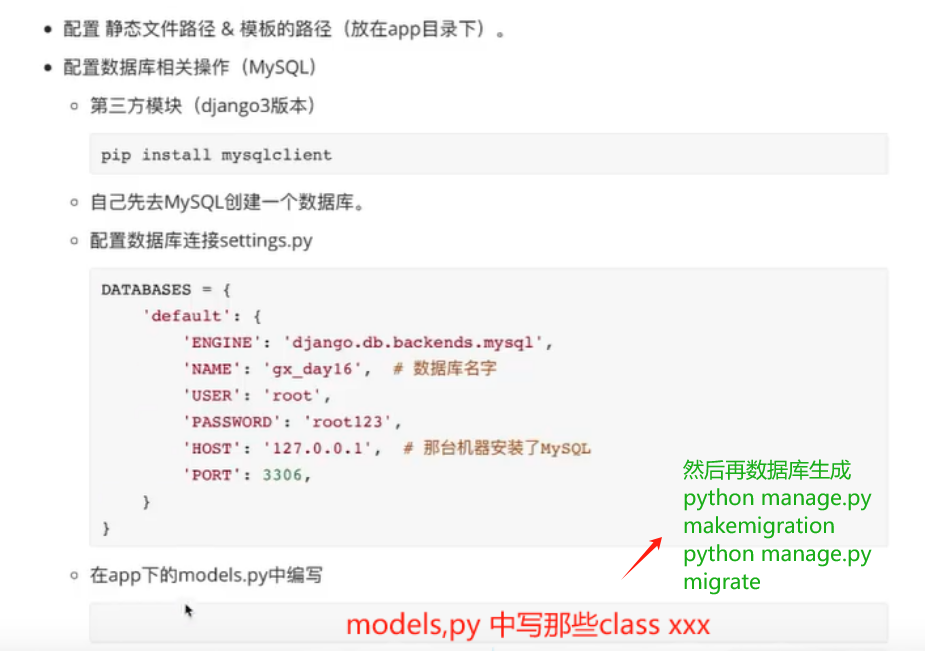 配置 静态文件路径 & 模板的路径（放在app目录下）。
配置数据库相关操作（MySQL）
第三方模块（django3版本）
pip install mysqlclient
自己先去MySQL创建一个数据库。
配置数据库连接settings.py
DATABASES = {
    'default': {
        'ENGINE': 'django.db.backends.mysql',
        'NAME': 'gx_day16',  # 数据库名字
        'USER': 'root',
        'PASSWORD': 'root123',
        'HOST': '127.0.0.1',  # 那台机器安装了MySQL
        'PORT': 3306,
    }
}
然后再数据库生成
python manage.py
makemigration
python manage.py
migrate
在app下的models.py中编写
models,py 中写那些class xxx